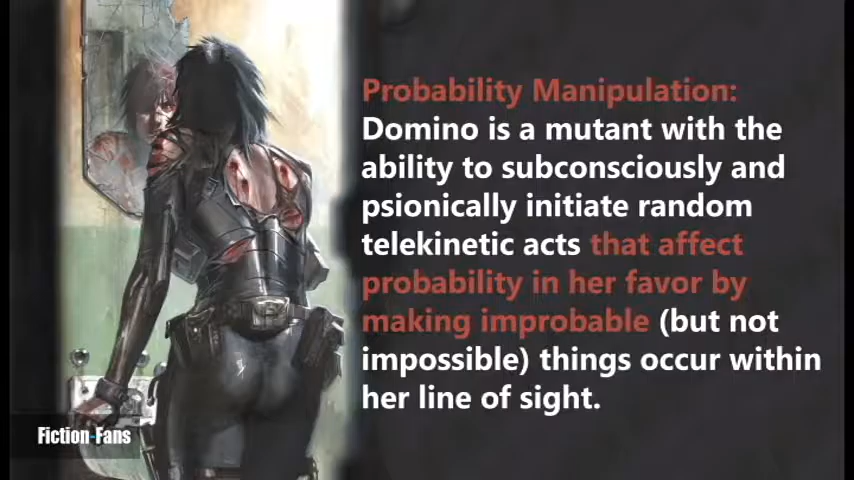 Probability Manipulation:
Domino is a mutant with the
ability to subconsciously and
psionically initiate random
telekinetic acts that affect
probability in her favor by
making improbable (but not
impossible) things occur within
her line of sight.
Fiction-Fans